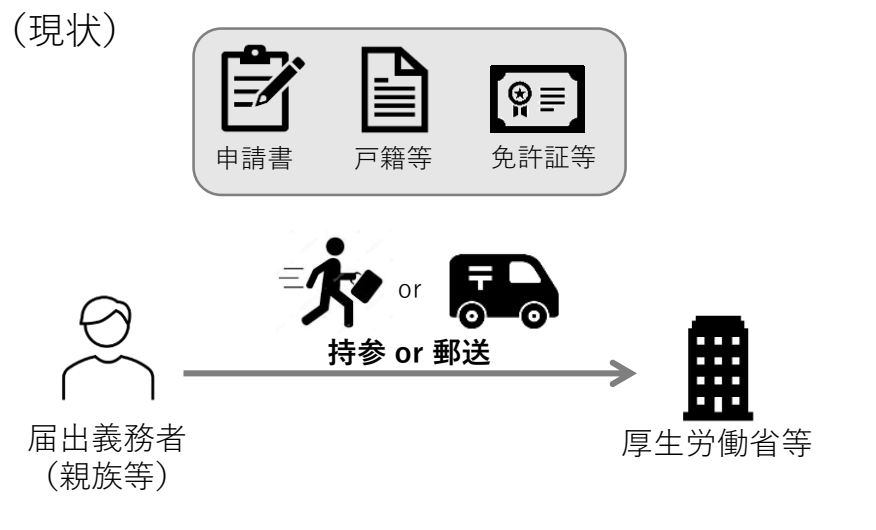 （現状）
申請書
戸籍等
免許証等
or
持参 or 郵送
届出義務者
（親族等）
厚生労働省等